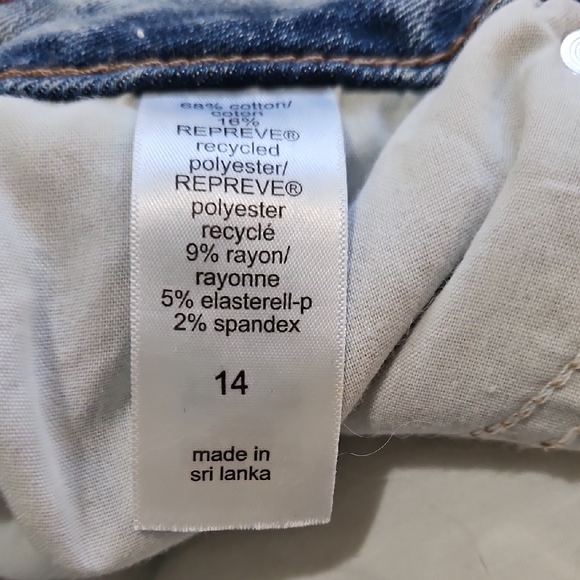 68% cotton/
coton
16%
REPREVE®
recycled
polyester/
REPREVE®
polyester
recyclé
9% rayon/
rayonne
5% elasterell-p
2% spandex
14
made in
sri lanka